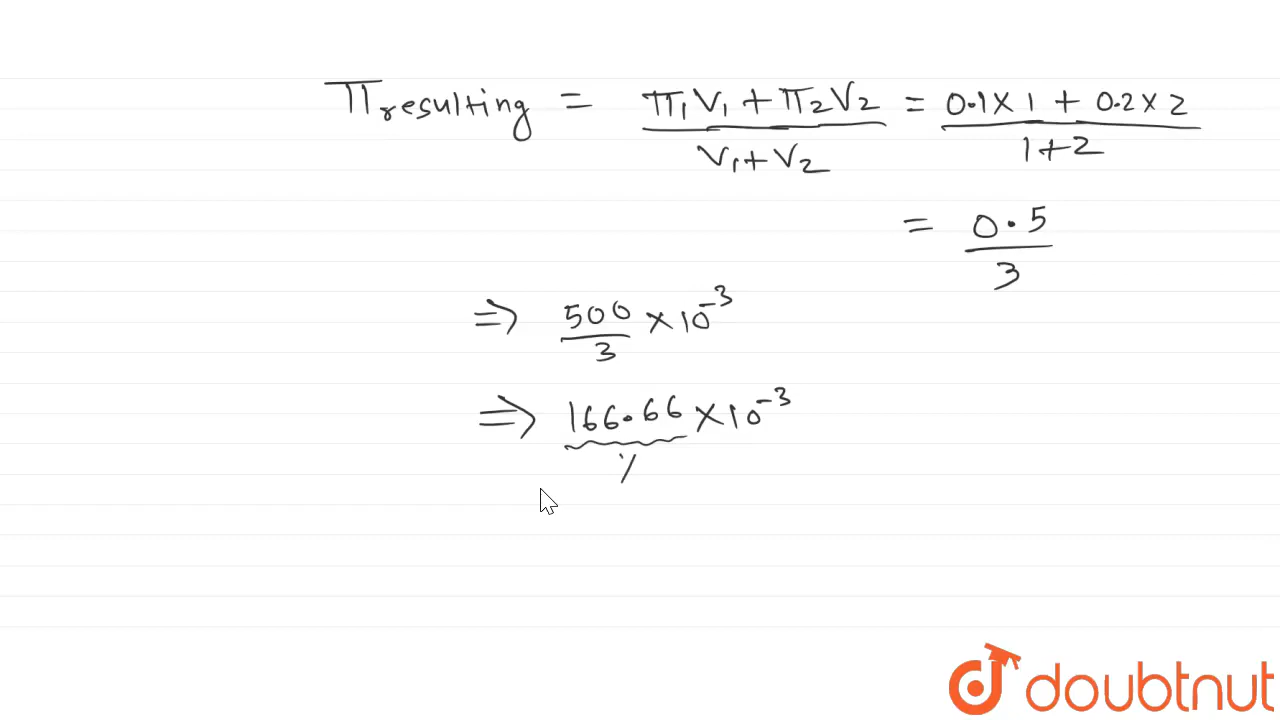 π resulting = (π₁V₁ + π₂V₂)/(V₁ + V₂) = (0.1 × 1 + 0.2 × 2)/(1 + 2)
= 0.5/3
⇒ 500/3 × 10⁻³
⇒ 166.66 × 10⁻³
doubtnut